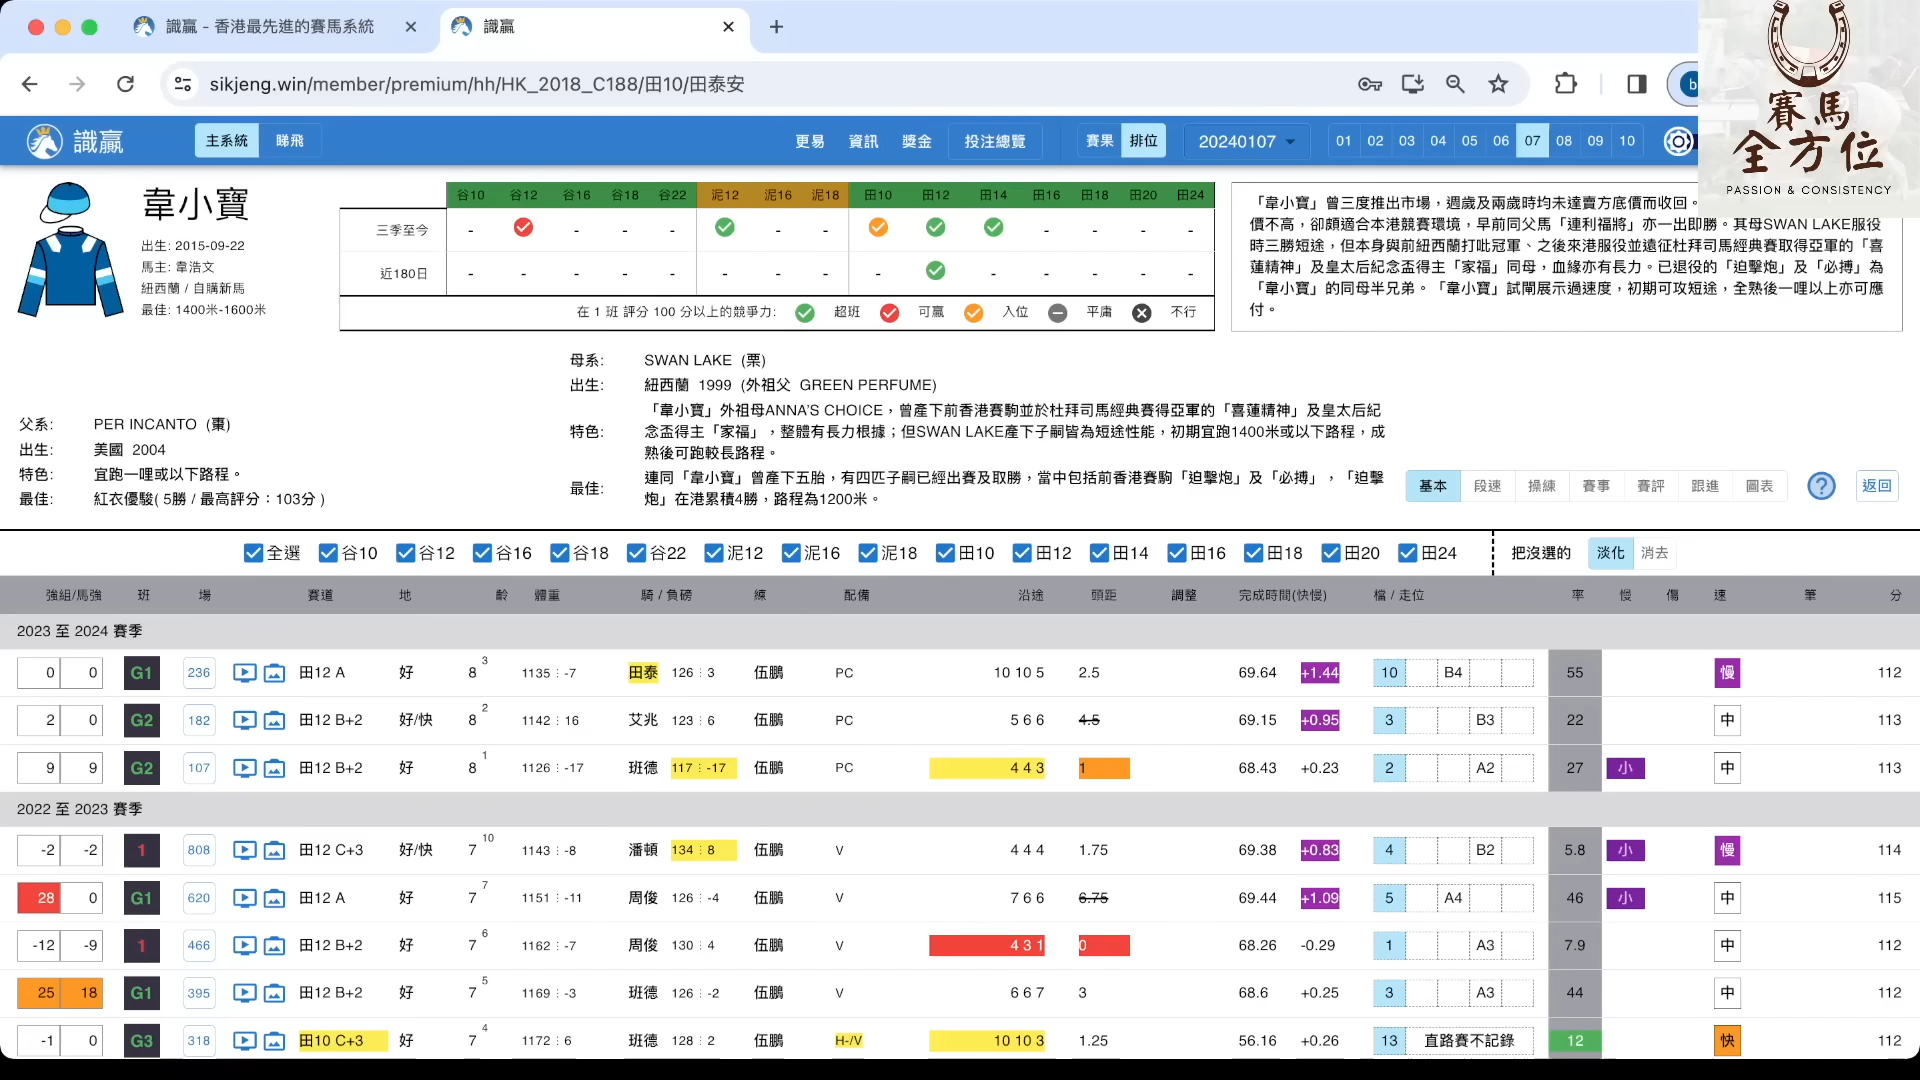 識贏 - 香港最先進的賽馬系統
識贏
sikjeng.win/member/premium/hh/HK_2018_C188/田10/田泰安
b
賽馬
全方位
PASSION & CONSISTENCY
識贏 主系統 睇飛 更易 資訊 獎金 投注總覽 賽果 排位 20240107 01 02 03 04 05 06 07 08 09 10
韋小寶
出生: 2015-09-22
馬主: 韋浩文
紐西蘭 / 自購新馬
最佳: 1400米-1600米
谷10 谷12 谷16 谷18 谷22 泥12 泥16 泥18 田10 田12 田14 田16 田18 田20 田24
三季至今 - - - - - - - - - -
近180日 - - - - - - - - - - - - - -
在 1 班 評分 100 分以上的競爭力: 超班 可贏 入位 平庸 不行
「韋小寶」曾三度推出市場，週歲及兩歲時均未達賣方底價而收回。
價不高，卻頗適合本港競賽環境，早前同父馬「連利福將」亦一出即勝。其母SWAN LAKE服役
時三勝短途，但本身與前紐西蘭打吡冠軍、之後來港服役並遠征杜拜司馬經典賽取得亞軍的「喜
蓮精神」及皇太后紀念盃得主「家福」同母，血緣亦有長力。已退役的「迫擊炮」及「必搏」為
「韋小寶」的同母半兄弟。「韋小寶」試閘展示過速度，初期可攻短途，全熟後一哩以上亦可應
付。
父系: PER INCANTO (棗)
出生: 美國 2004
特色: 宜跑一哩或以下路程。
最佳: 紅衣優駿( 5勝 / 最高評分：103分 )
母系: SWAN LAKE (栗)
出生: 紐西蘭 1999 (外祖父 GREEN PERFUME)
特色: 「韋小寶」外祖母ANNA'S CHOICE，曾產下前香港賽駒並於杜拜司馬經典賽得亞軍的「喜蓮精神」及皇太后紀
念盃得主「家福」，整體有長力根據；但SWAN LAKE產下子嗣皆為短途性能，初期宜跑1400米或以下路程，成
熟後可跑較長路程。
最佳: 連同「韋小寶」曾產下五胎，有四匹子嗣已經出賽及取勝，當中包括前香港賽駒「迫擊炮」及「必搏」，「迫擊
炮」在港累積4勝，路程為1200米。
基本 段速 操練 賽事 賽評 跟進 圖表 ? 返回
全選 谷10 谷12 谷16 谷18 谷22 泥12 泥16 泥18 田10 田12 田14 田16 田18 田20 田24 把沒選的 淡化 消去
強組/馬強 班 場 賽道 地 齡 體重 騎 / 負磅 練 配備 沿途 頭距 調整 完成時間(快慢) 檔 / 走位 率 慢 傷 速 筆 分
2023 至 2024 賽季
0 0 G1 236 田12 A 好 8 3 1135 -7 田泰 126 3 伍鵬 PC 10 10 5 2.5 69.64 +1.44 10 B4 55 慢 112
2 0 G2 182 田12 B+2 好/快 8 2 1142 16 艾兆 123 6 伍鵬 PC 5 6 6 4.5 69.15 +0.95 3 B3 22 中 113
9 9 G2 107 田12 B+2 好 8 1 1126 -17 班德 117 -17 伍鵬 PC 4 4 3 1 68.43 +0.23 2 A2 27 小 中 113
2022 至 2023 賽季
-2 -2 1 808 田12 C+3 好/快 7 10 1143 -8 潘頓 134 8 伍鵬 V 4 4 4 1.75 69.38 +0.83 4 B2 5.8 小 慢 114
28 0 G1 620 田12 A 好 7 7 1151 -11 周俊 126 -4 伍鵬 V 7 6 6 6.75 69.44 +1.09 5 A4 46 小 中 115
-12 -9 1 466 田12 B+2 好 7 6 1162 -7 周俊 130 4 伍鵬 V 4 3 1 0 68.26 -0.29 1 A3 7.9 中 112
25 18 G1 395 田12 B+2 好 7 5 1169 -3 班德 126 -2 伍鵬 V 6 6 7 3 68.6 +0.25 3 A3 44 中 112
-1 0 G3 318 田10 C+3 好 7 4 1172 6 班德 128 2 伍鵬 H-/V 10 10 3 1.25 56.16 +0.26 13 直路賽不記錄 12 快 112